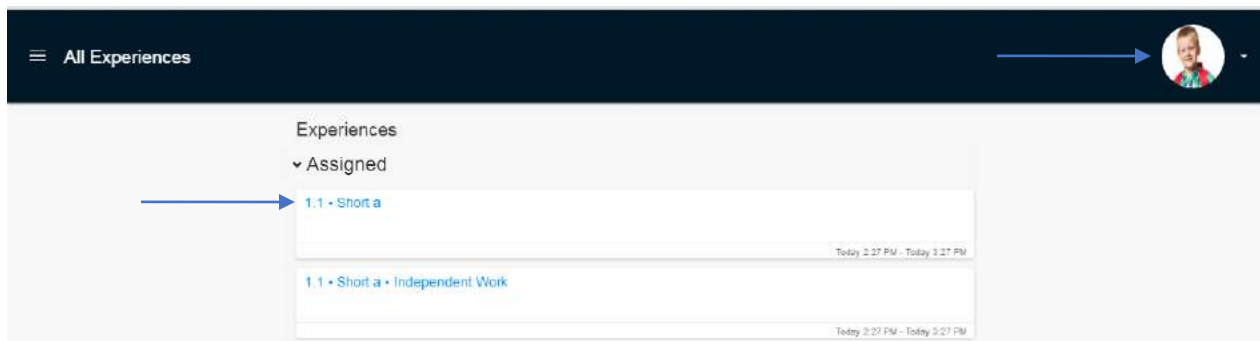 All Experiences
Experiences
Assigned
1.1 • Short a
Today 2:27 PM - Today 3:27 PM
1.1 • Short a • Independent Work
Today 2:27 PM - Today 3:27 PM